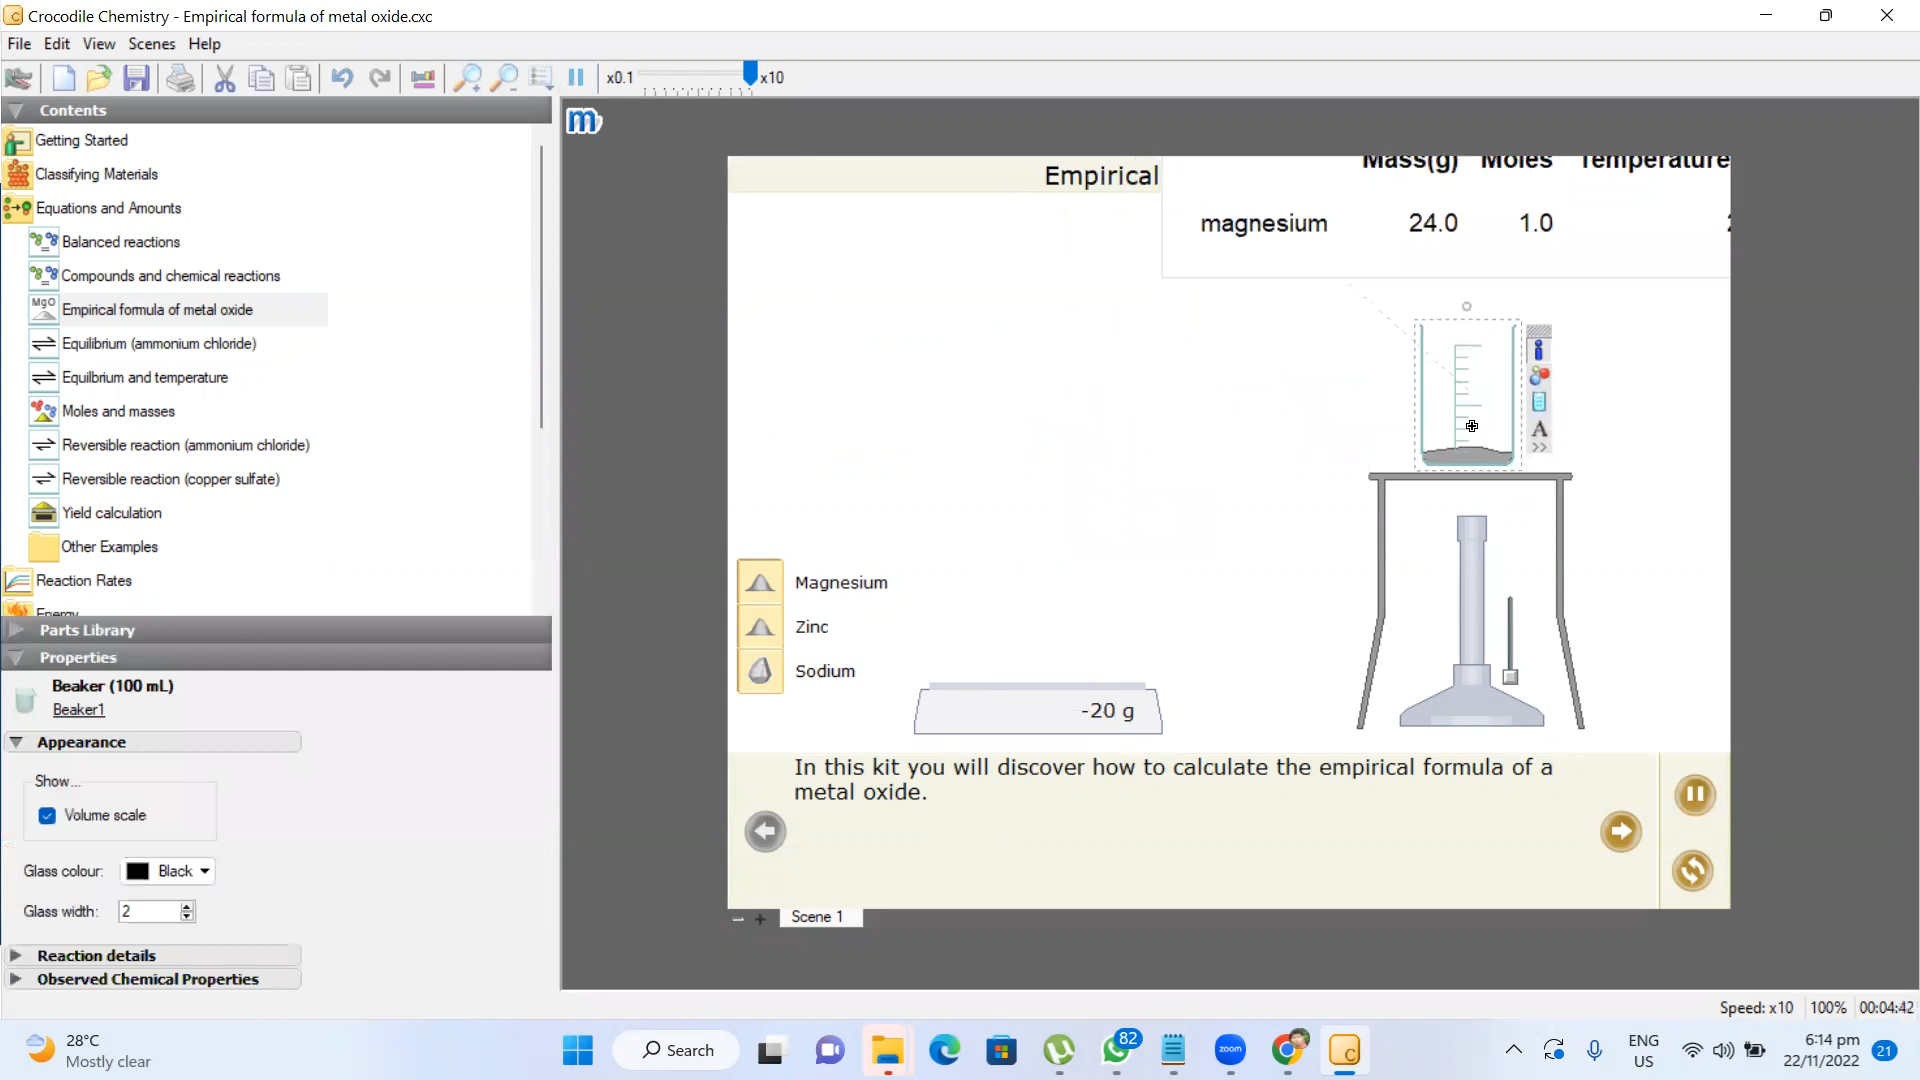 Crocodile Chemistry - Empirical formula of metal oxide.cxc
File Edit View Scenes Help
x0.1 x10
Contents
Getting Started
Classifying Materials
Equations and Amounts
Balanced reactions
Compounds and chemical reactions
MgO
Empirical formula of metal oxide
Equilibrium (ammonium chloride)
Equilbrium and temperature
Moles and masses
Reversible reaction (ammonium chloride)
Reversible reaction (copper sulfate)
Yield calculation
Other Examples
Reaction Rates
Energy
Parts Library
Properties
Beaker (100 mL)
Beaker1
Appearance
Show...
Volume scale
Glass colour: Black
Glass width: 2
Reaction details
Observed Chemical Properties
m
Empirical
Mass(g) Moles Temperature
magnesium 24.0 1.0
A
>>
Magnesium
Zinc
Sodium
-20 g
In this kit you will discover how to calculate the empirical formula of a
metal oxide.
Scene 1
Speed: x10 100% 00:04:42
28°C
Mostly clear
Search
82
zoom
C
ENG
US
6:14 pm
22/11/2022
21